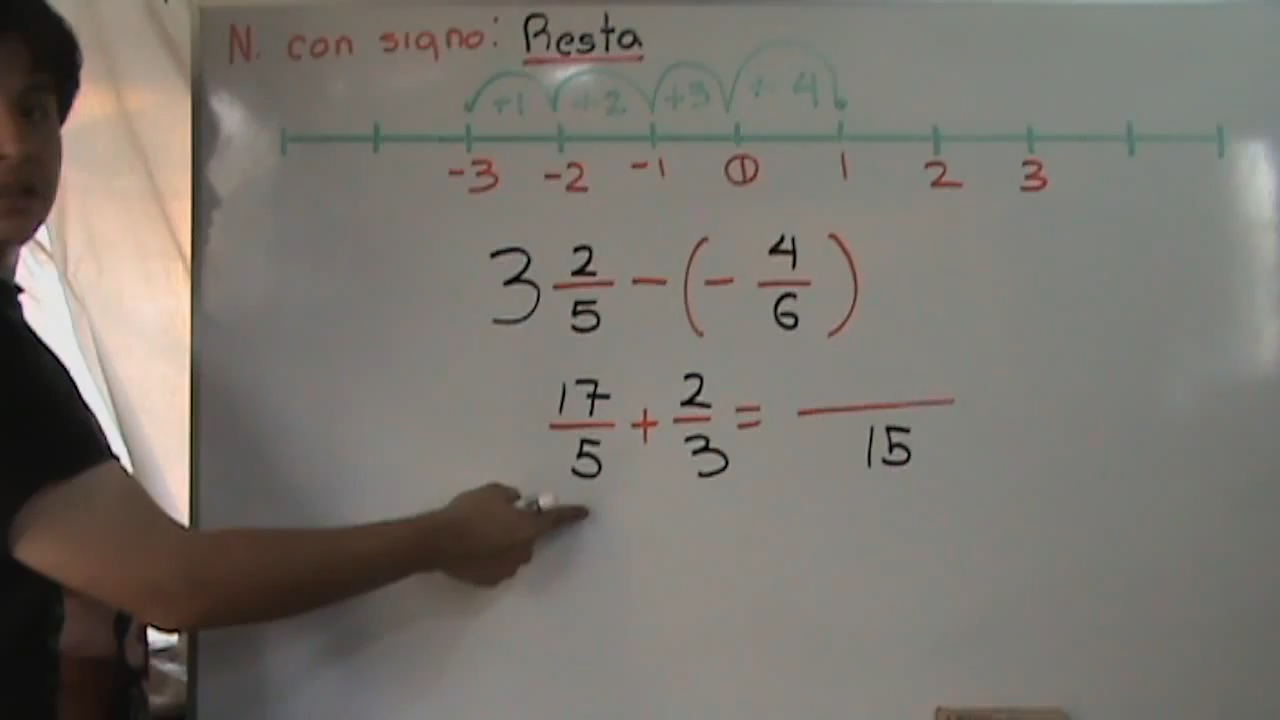 N. con signo: Resta
+1 +2 +3 + 4
-3 -2 -1 0 1 2 3
3 2/5 - (- 4/6)
17/5 + 2/3 = /15